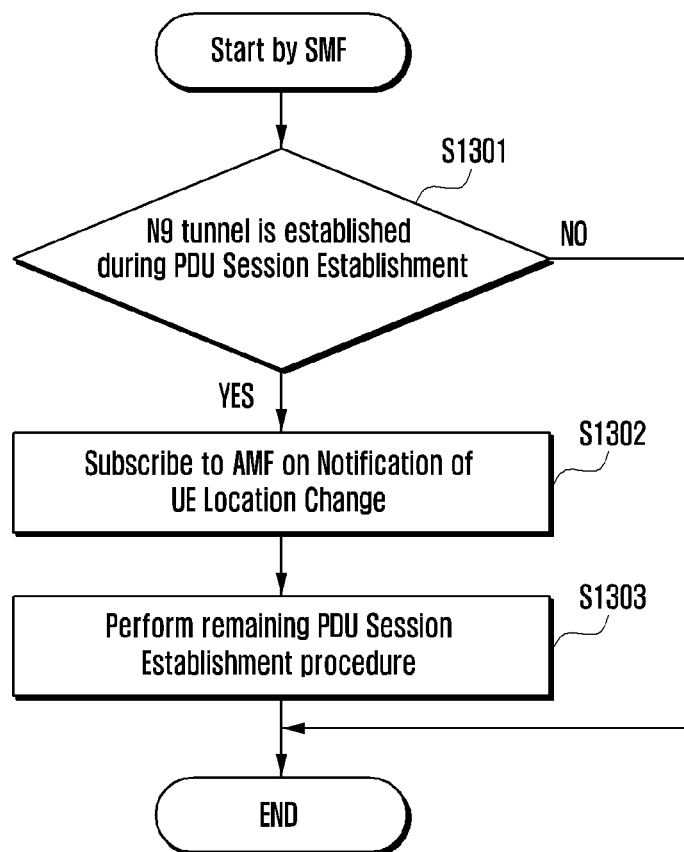 Start by SMF
S1301
N9 tunnel is established
during PDU Session Establishment
NO
YES
S1302
Subscribe to AMF on Notification of
UE Location Change
S1303
Perform remaining PDU Session
Establishment procedure
END